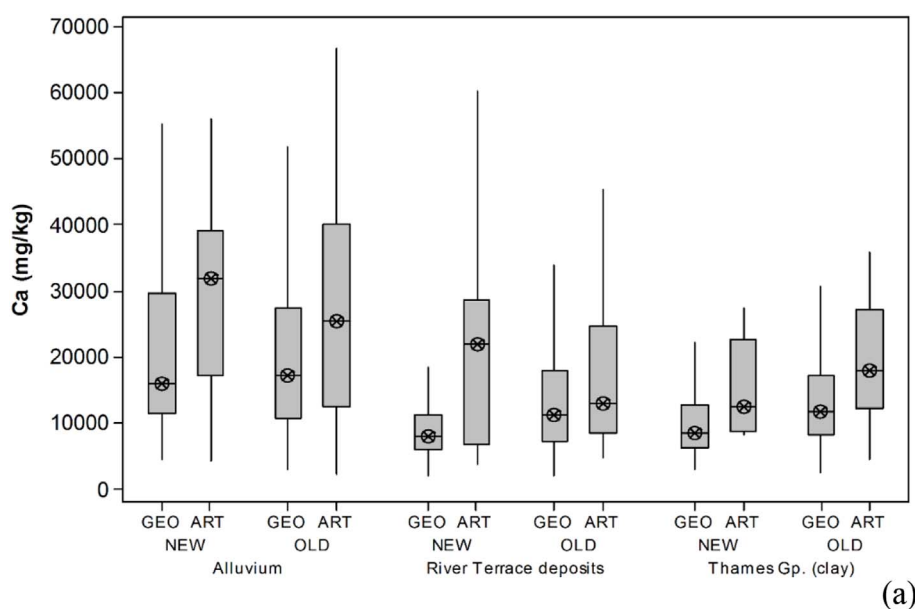 Ca (mg/kg)
70000
60000
50000
40000
30000
20000
10000
0
GEO ART GEO ART GEO ART GEO ART GEO ART GEO ART
NEW OLD NEW OLD NEW OLD
Alluvium River Terrace deposits Thames Gp. (clay)
(a)